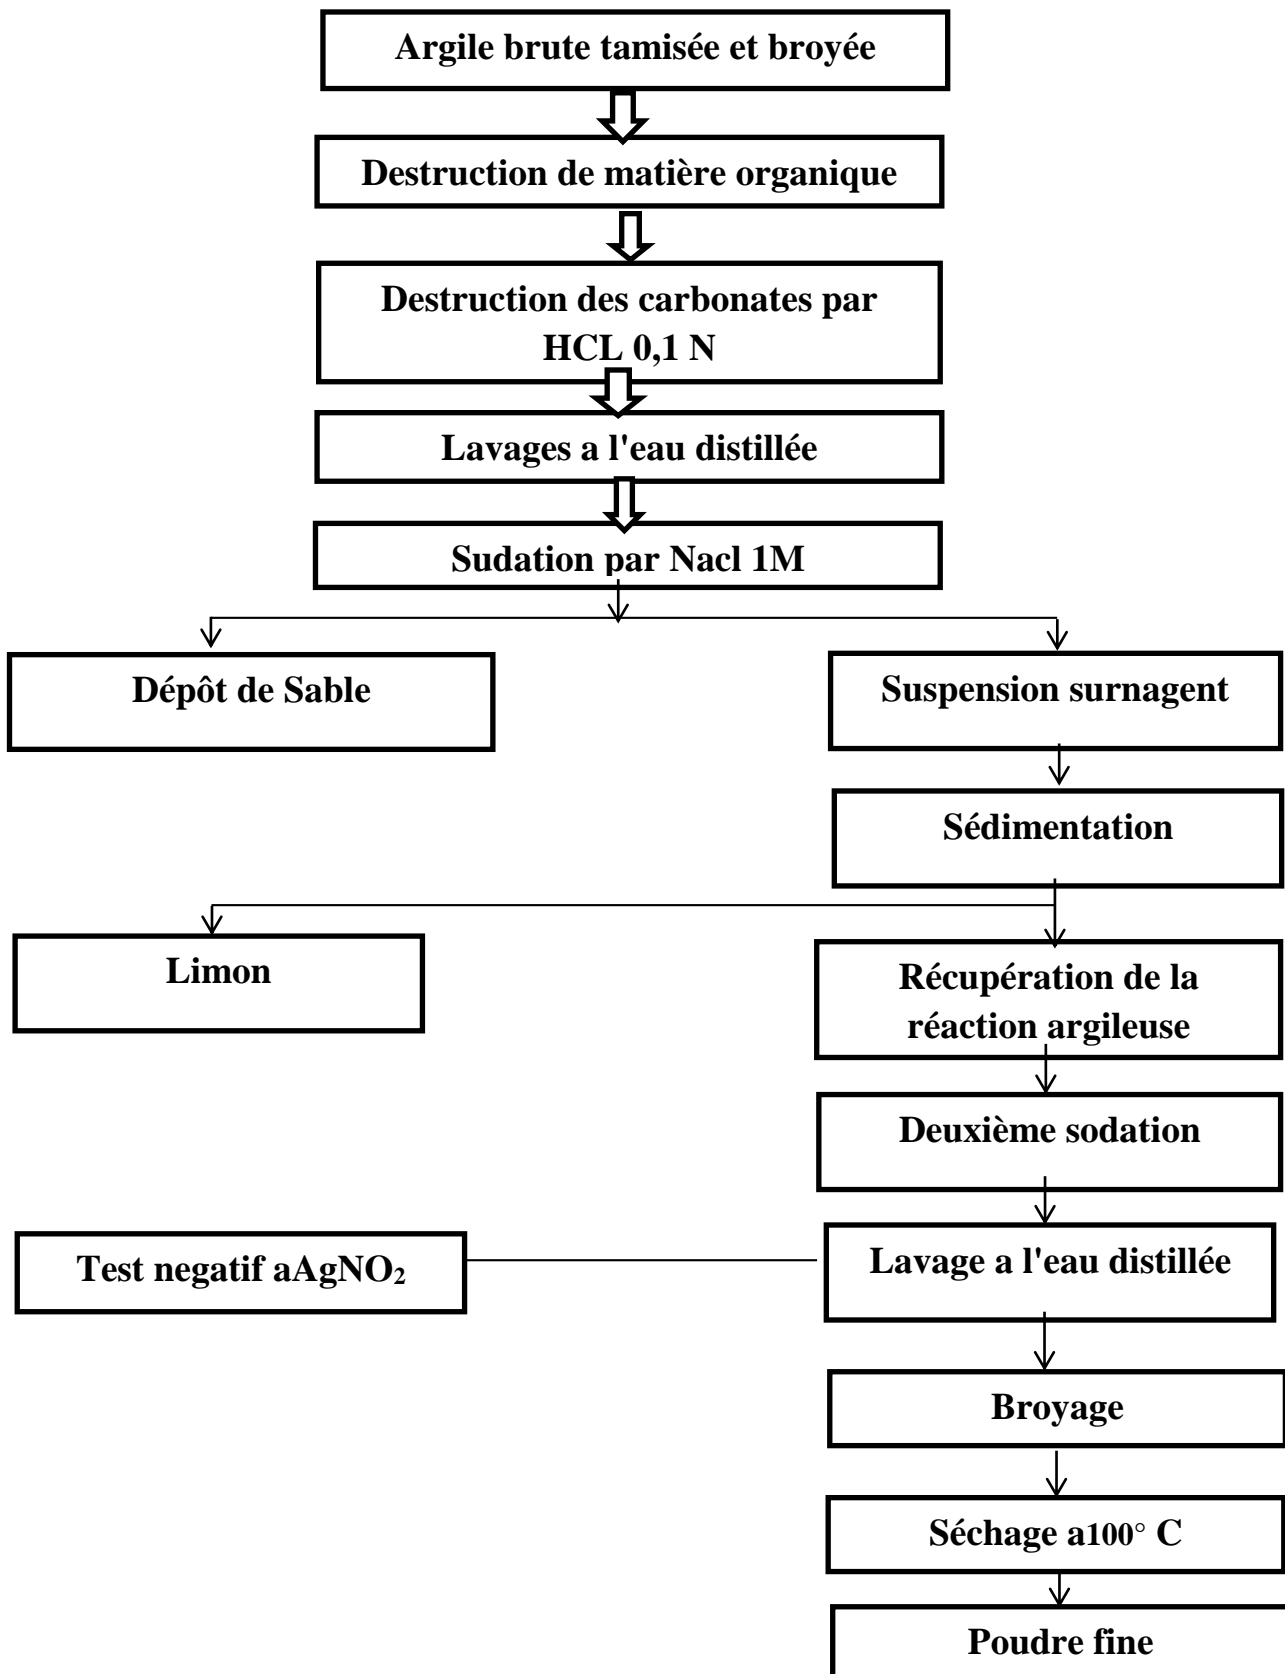 Argile brute tamisée et broyée
Destruction de matière organique
Destruction des carbonates par
HCL 0,1 N
Lavages a l'eau distillée
Sudation par Nacl 1M
Dépôt de Sable
Suspension surnagent
Sédimentation
Limon
Récupération de la
réaction argileuse
Deuxième sodation
Test negatif aAgNO₂
Lavage a l'eau distillée
Broyage
Séchage a100° C
Poudre fine